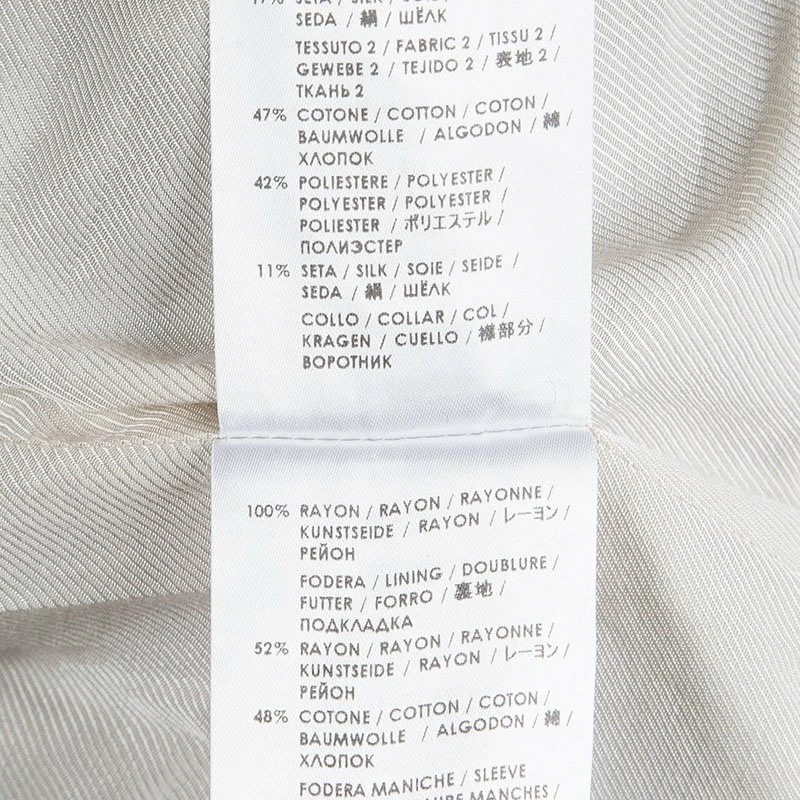 17% SETA / SILK / SOIE /
SEDA / 絹 / ШЁЛК
TESSUTO 2 / FABRIC 2 / TISSU 2 /
GEWEBE 2 / TEJIDO 2 / 裏地 2 /
ТКАНЬ 2
47% COTONE / COTTON / COTON /
BAUMWOLLE / ALGODON / 綿 /
ХЛОПОК
42% POLIESTERE / POLYESTER /
POLYESTER / POLYESTER /
POLIESTER / ポリエステル /
ПОЛИЭСТЕР
11% SETA / SILK / SOIE / SEIDE /
SEDA / 絹 / ШЁЛК
COLLO / COLLAR / COL /
KRAGEN / CUELLO / 襟部分 /
ВОРОТНИК
100% RAYON / RAYON / RAYONNE /
KUNSTSEIDE / RAYON / レーヨン /
РЕЙОН
FODERA / LINING / DOUBLURE /
FUTTER / FORRO / 裏地 /
ПОДКЛАДКА
52% RAYON / RAYON / RAYONNE /
KUNSTSEIDE / RAYON / レーヨン /
РЕЙОН
48% COTONE / COTTON / COTON /
BAUMWOLLE / ALGODON / 綿 /
ХЛОПОК
FODERA MANICHE / SLEEVE
MANCHES /